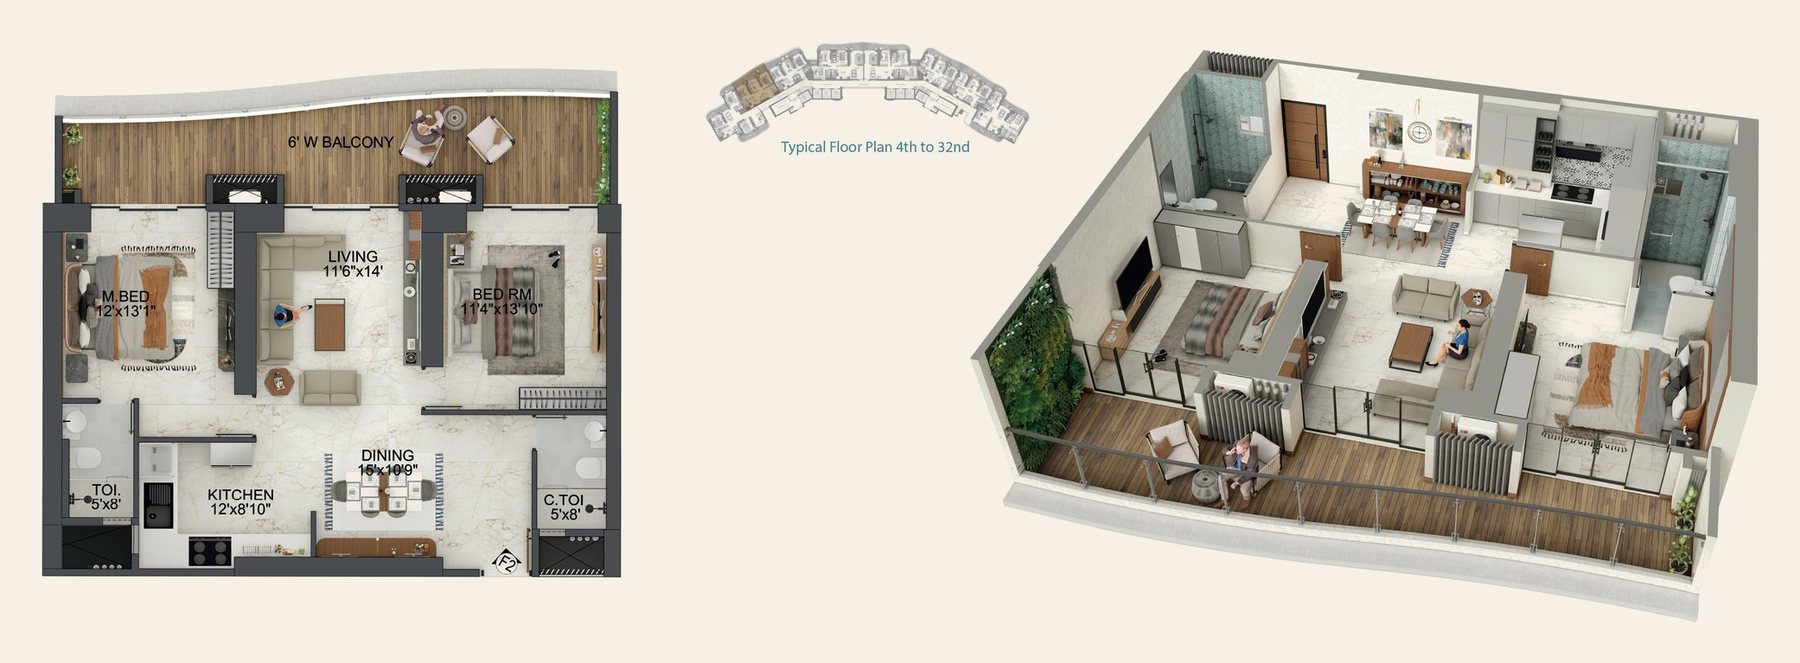 6' W BALCONY
LIVING
11'6"x14'
M.BED
12'x13'1"
BED RM
11'4"x13'10"
DINING
15'x10'9"
TOI.
5'x8'
KITCHEN
12'x8'10"
C.TOI
5'x8'
F2
Typical Floor Plan 4th to 32nd